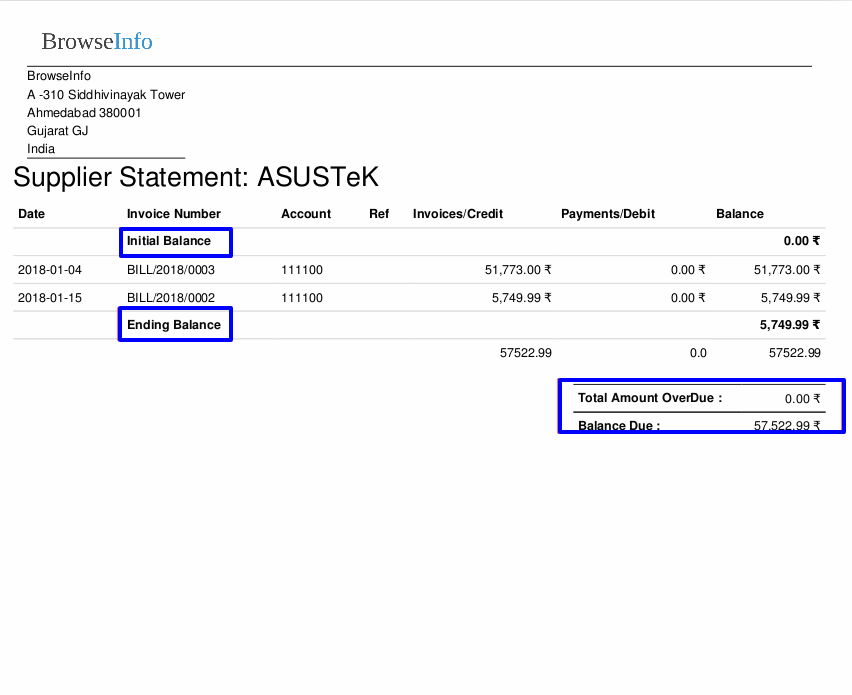 BrowseInfo
BrowseInfo
A -310 Siddhivinayak Tower
Ahmedabad 380001
Gujarat GJ
India
Supplier Statement: ASUSTeK
Date Invoice Number Account Ref Invoices/Credit Payments/Debit Balance
Initial Balance 0.00 ₹
2018-01-04 BILL/2018/0003 111100 51,773.00 ₹ 0.00 ₹ 51,773.00 ₹
2018-01-15 BILL/2018/0002 111100 5,749.99 ₹ 0.00 ₹ 5,749.99 ₹
Ending Balance 5,749.99 ₹
57522.99 0.0 57522.99
Total Amount OverDue : 0.00 ₹
Balance Due : 57,522.99 ₹